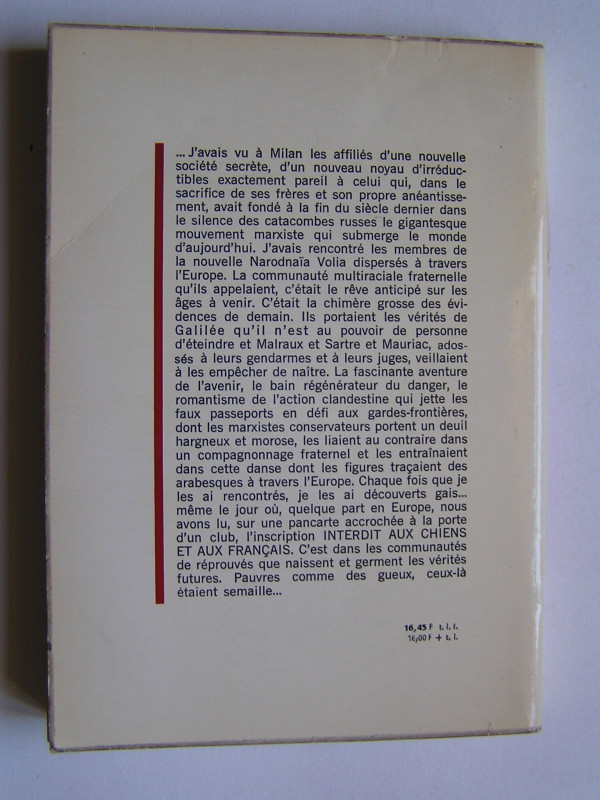 ... J'avais vu à Milan les affiliés d'une nouvelle
société secrète, d'un nouveau noyau d'irréduc-
tibles exactement pareil à celui qui, dans le
sacrifice de ses frères et son propre anéantisse-
ment, avait fondé à la fin du siècle dernier dans
le silence des catacombes russes le gigantesque
mouvement marxiste qui submerge le monde
d'aujourd'hui. J'avais rencontré les membres de
la nouvelle Narodnaïa Volia dispersés à travers
l'Europe. La communauté multiraciale fraternelle
qu'ils appelaient, c'était le rêve anticipé sur les
âges à venir. C'était la chimère grosse des évi-
dences de demain. Ils portaient les vérités de
Galilée qu'il n'est au pouvoir de personne
d'éteindre et Malraux et Sartre et Mauriac, ados-
sés à leurs gendarmes et à leurs juges, veillaient
à les empêcher de naître. La fascinante aventure
de l'avenir, le bain régénérateur du danger, le
romantisme de l'action clandestine qui jette les
faux passeports en défi aux gardes-frontières,
dont les marxistes conservateurs portent un deuil
hargneux et morose, les liaient au contraire dans
un compagnonnage fraternel et les entraînaient
dans cette danse dont les figures traçaient des
arabesques à travers l'Europe. Chaque fois que je
les ai rencontrés, je les ai découverts gais...
même le jour où, quelque part en Europe, nous
avons lu, sur une pancarte accrochée à la porte
d'un club, l'inscription INTERDIT AUX CHIENS
ET AUX FRANÇAIS. C'est dans les communautés
de réprouvés que naissent et germent les vérités
futures. Pauvres comme des gueux, ceux-là
étaient semaille...
16,45 F t. l. i.
16,00 F + t. l.